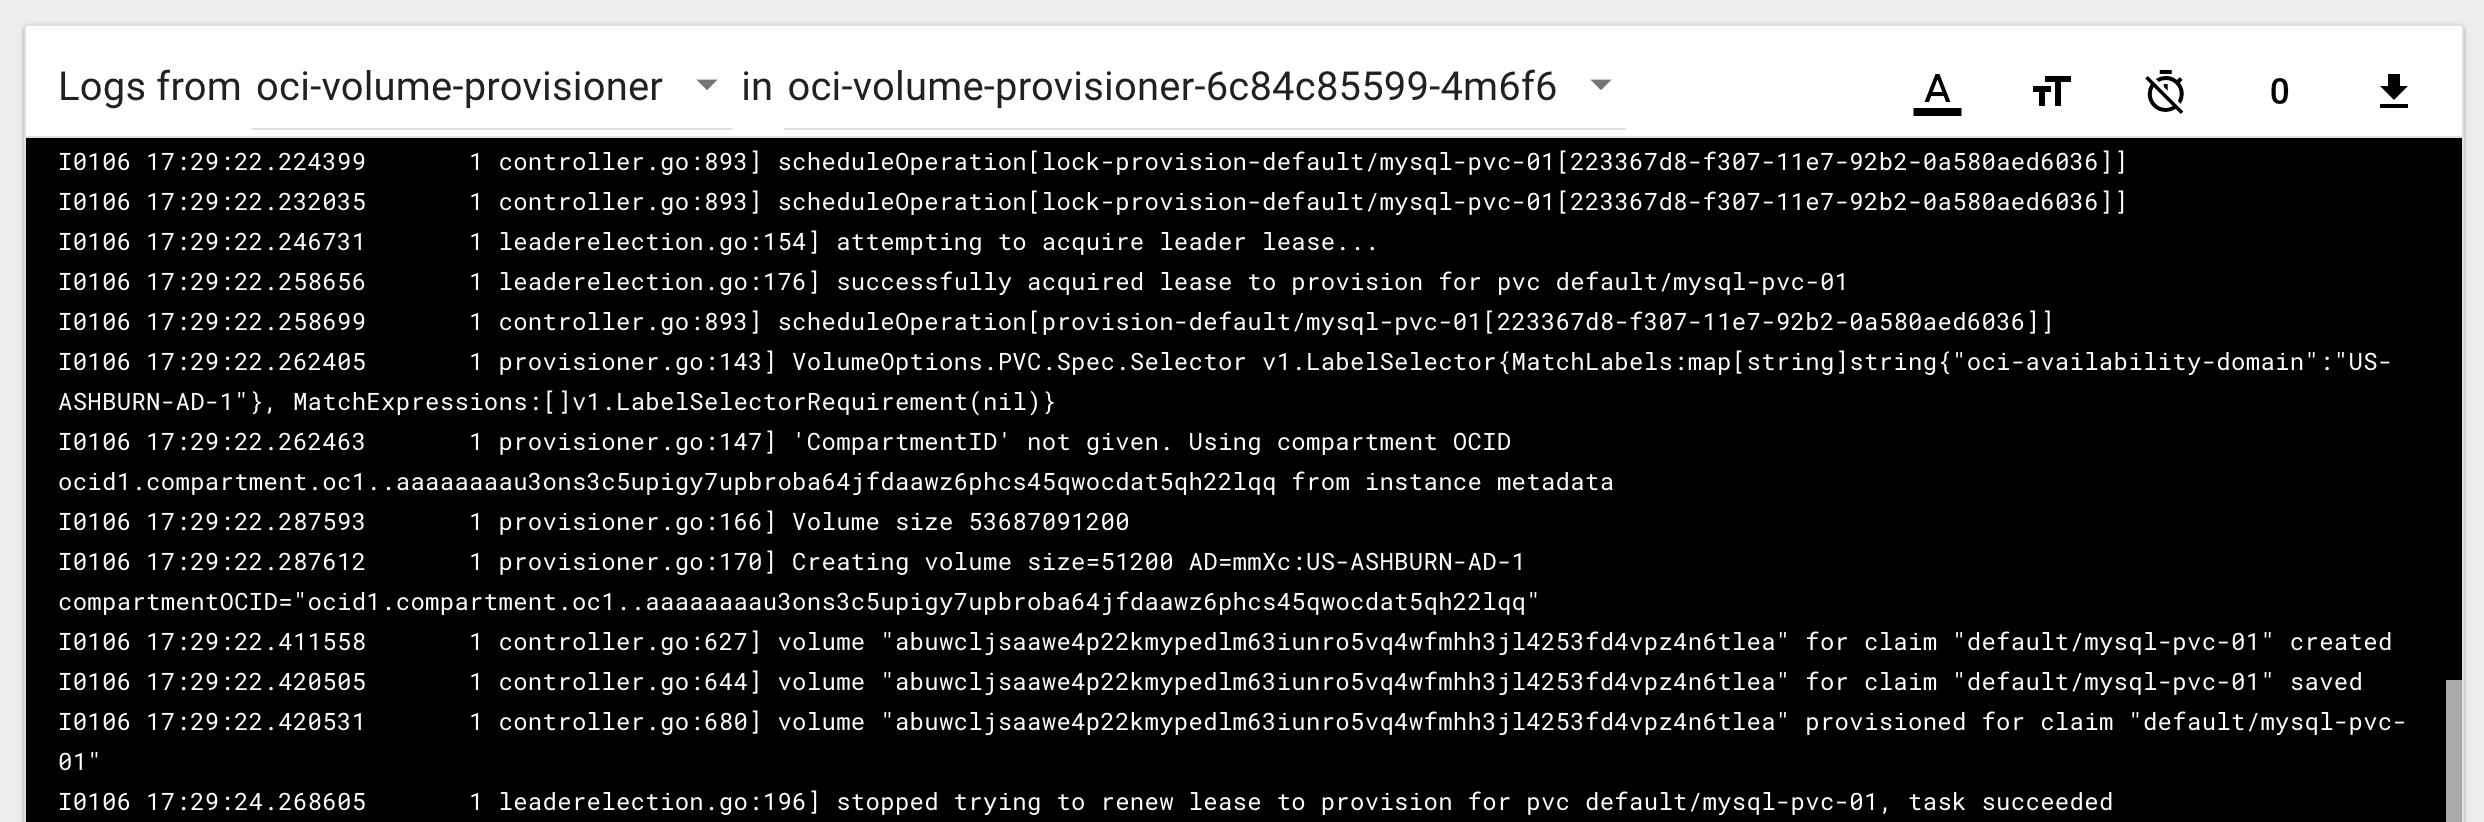 Logs from oci-volume-provisioner in oci-volume-provisioner-6c84c85599-4m6f6 A TT 0
I0106 17:29:22.224399 1 controller.go:893] scheduleOperation[lock-provision-default/mysql-pvc-01[223367d8-f307-11e7-92b2-0a580aed6036]]
I0106 17:29:22.232035 1 controller.go:893] scheduleOperation[lock-provision-default/mysql-pvc-01[223367d8-f307-11e7-92b2-0a580aed6036]]
I0106 17:29:22.246731 1 leaderelection.go:154] attempting to acquire leader lease...
I0106 17:29:22.258656 1 leaderelection.go:176] successfully acquired lease to provision for pvc default/mysql-pvc-01
I0106 17:29:22.258699 1 controller.go:893] scheduleOperation[provision-default/mysql-pvc-01[223367d8-f307-11e7-92b2-0a580aed6036]]
I0106 17:29:22.262405 1 provisioner.go:143] VolumeOptions.PVC.Spec.Selector v1.LabelSelector{MatchLabels:map[string]string{"oci-availability-domain":"US-
ASHBURN-AD-1"}, MatchExpressions:[]v1.LabelSelectorRequirement(nil)}
I0106 17:29:22.262463 1 provisioner.go:147] 'CompartmentID' not given. Using compartment OCID
ocid1.compartment.oc1..aaaaaaaau3ons3c5upigy7upbroba64jfdaawz6phcs45qwocdat5qh22lqq from instance metadata
I0106 17:29:22.287593 1 provisioner.go:166] Volume size 53687091200
I0106 17:29:22.287612 1 provisioner.go:170] Creating volume size=51200 AD=mmXc:US-ASHBURN-AD-1
compartmentOCID="ocid1.compartment.oc1..aaaaaaaau3ons3c5upigy7upbroba64jfdaawz6phcs45qwocdat5qh22lqq"
I0106 17:29:22.411558 1 controller.go:627] volume "abuwcljsaawe4p22kmypedlm63iunro5vq4wfmhh3jl4253fd4vpz4n6tlea" for claim "default/mysql-pvc-01" created
I0106 17:29:22.420505 1 controller.go:644] volume "abuwcljsaawe4p22kmypedlm63iunro5vq4wfmhh3jl4253fd4vpz4n6tlea" for claim "default/mysql-pvc-01" saved
I0106 17:29:22.420531 1 controller.go:680] volume "abuwcljsaawe4p22kmypedlm63iunro5vq4wfmhh3jl4253fd4vpz4n6tlea" provisioned for claim "default/mysql-pvc-
01"
I0106 17:29:24.268605 1 leaderelection.go:196] stopped trying to renew lease to provision for pvc default/mysql-pvc-01, task succeeded